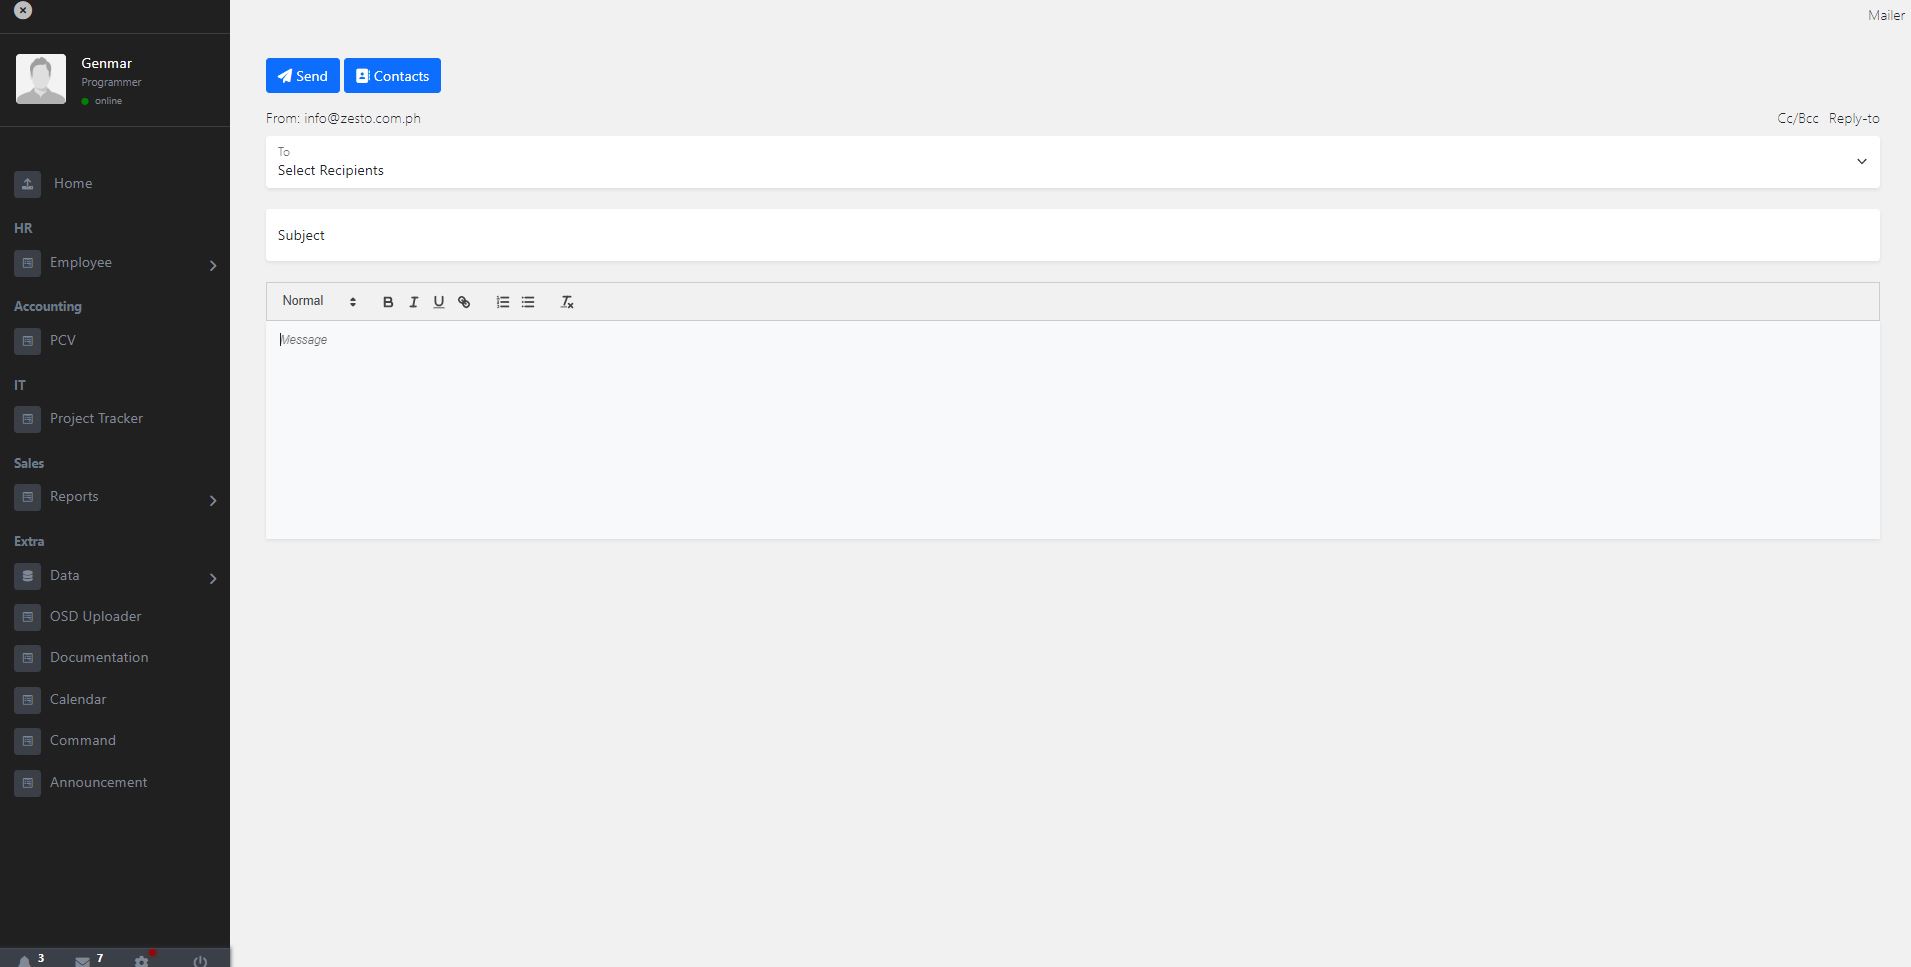 Mailer
Genmar
Programmer
online
Home
HR
Employee
Accounting
PCV
IT
Project Tracker
Sales
Reports
Extra
Data
OSD Uploader
Documentation
Calendar
Command
Announcement
3 7
Send Contacts
From: info@zesto.com.ph Cc/Bcc Reply-to
To
Select Recipients
Subject
Normal B I U Tx
Message